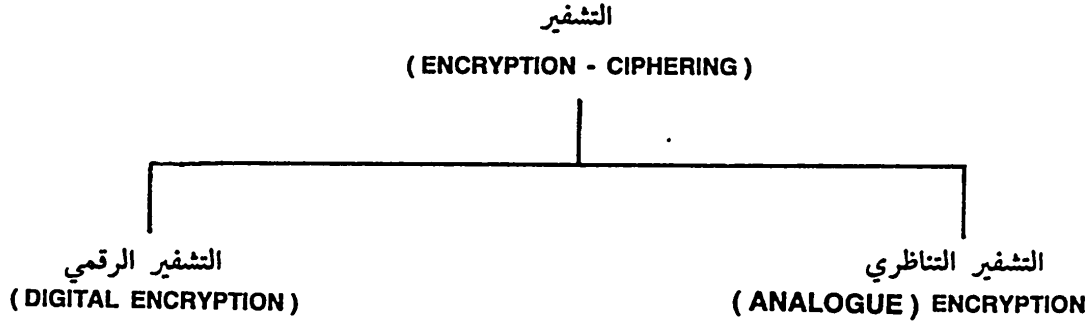 التشفير
( ENCRYPTION - CIPHERING )
التشفير التناظري
( ANALOGUE ) ENCRYPTION
التشفير الرقمي
( DIGITAL ENCRYPTION )